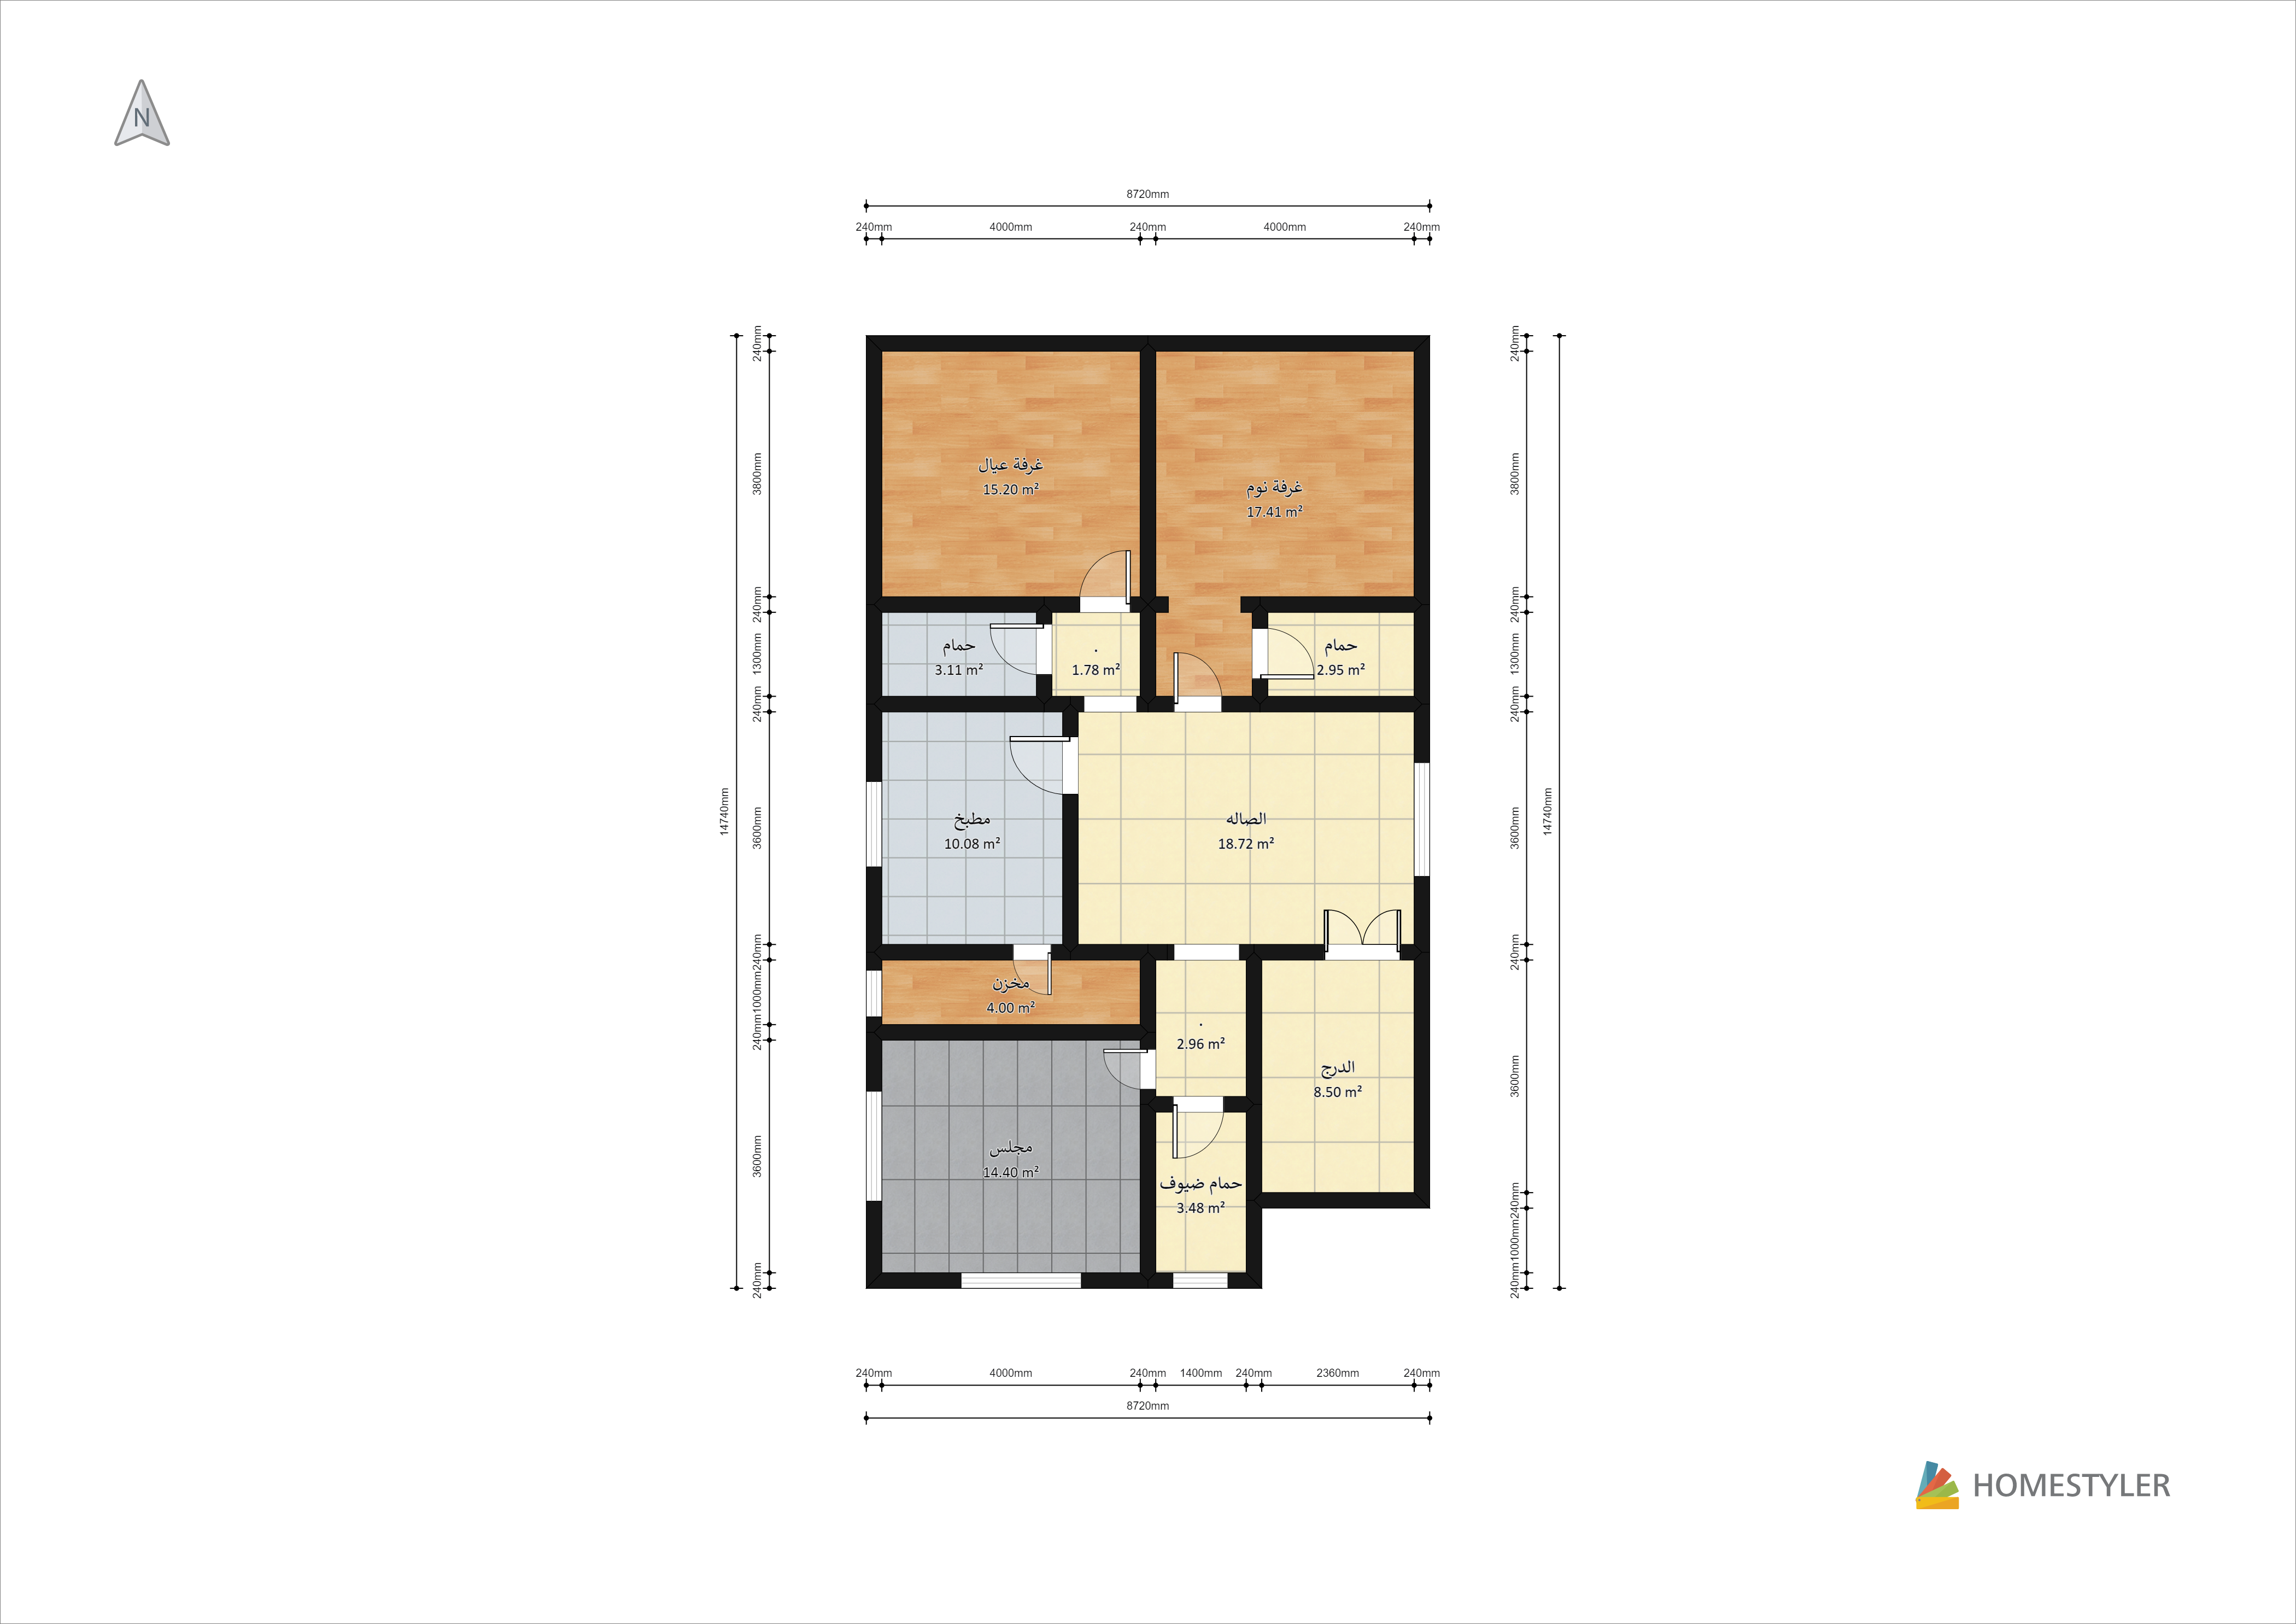 N
8720mm
240mm 4000mm 240mm 4000mm 240mm
14740mm
240mm
3800mm
240mm
1300mm
240mm
3600mm
240mm
1000mm
240mm
3600mm
240mm
غرفة عيال
15.20 m²
غرفة نوم
17.41 m²
حمام
3.11 m²
.
1.78 m²
حمام
2.95 m²
مطبخ
10.08 m²
الصاله
18.72 m²
مخزن
4.00 m²
.
2.96 m²
الدرج
8.50 m²
مجلس
14.40 m²
حمام ضيوف
3.48 m²
240mm
3800mm
240mm
1300mm
240mm
3600mm
240mm
3600mm
240mm
1000mm
240mm
14740mm
240mm 4000mm 240mm 1400mm 240mm 2360mm 240mm
8720mm
HOMESTYLER